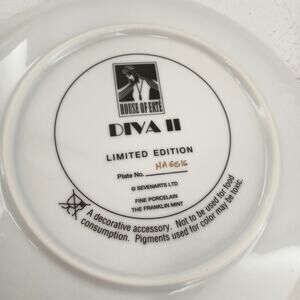 HOUSE OF ERTÉ
DIVA II
LIMITED EDITION
Plate No. HA6516
© SEVENARTS LTD
FINE PORCELAIN
THE FRANKLIN MINT
A decorative accessory. Not to be used for food
consumption. Pigments used for color may be toxic.